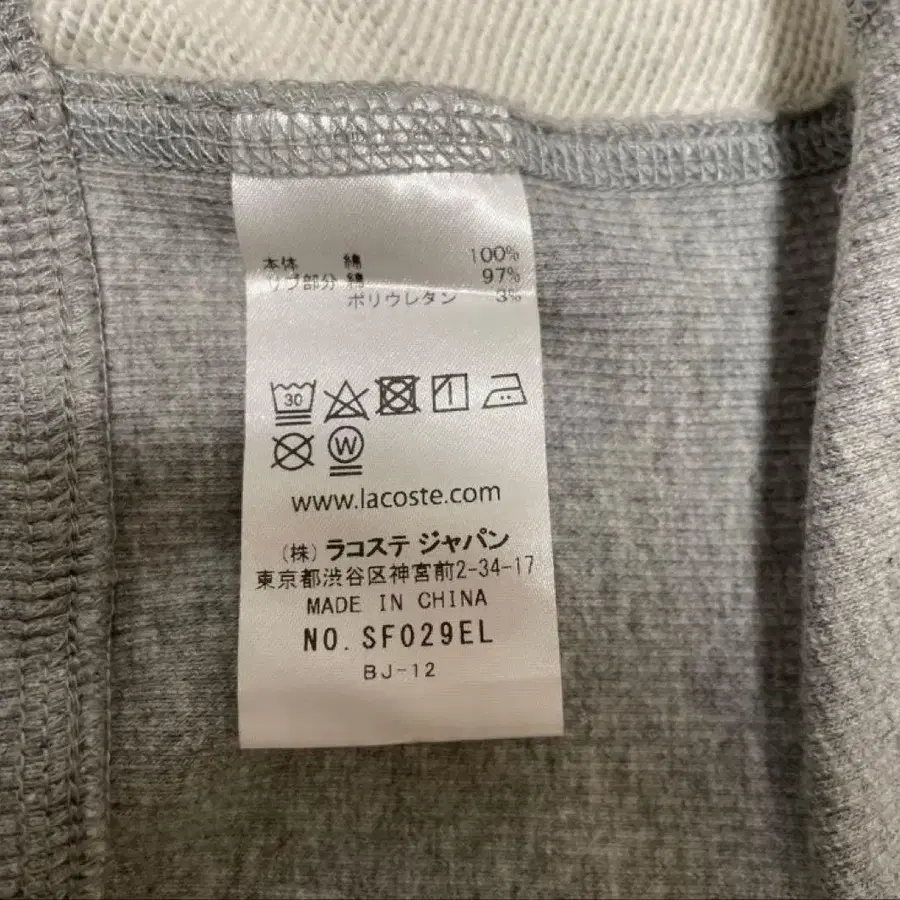 本体 綿 100%
リブ部分 綿 97%
ポリウレタン 3%
30
W
www.lacoste.com
(株) ラコステ ジャパン
東京都渋谷区神宮前2-34-17
MADE IN CHINA
NO. SF029EL
BJ-12